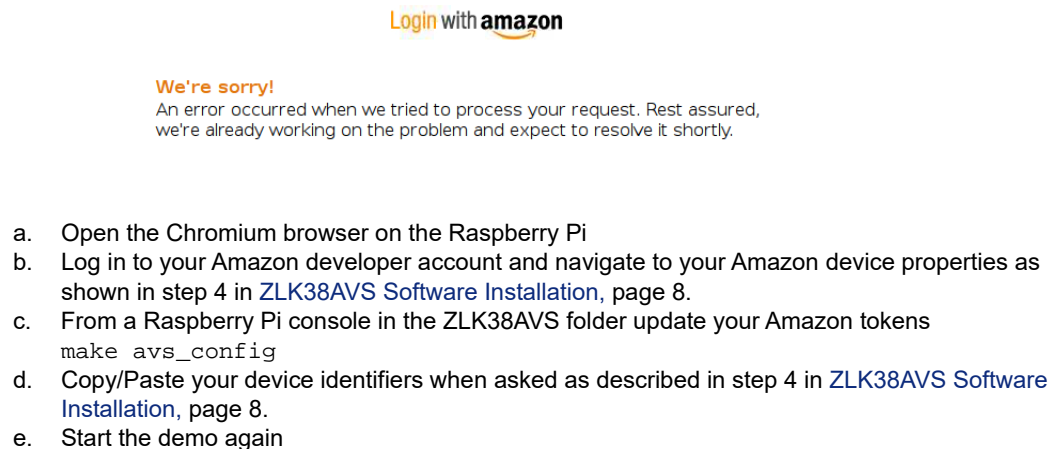 Login with amazon
We're sorry!
An error occurred when we tried to process your request. Rest assured,
we're already working on the problem and expect to resolve it shortly.
a. Open the Chromium browser on the Raspberry Pi
b. Log in to your Amazon developer account and navigate to your Amazon device properties as
shown in step 4 in ZLK38AVS Software Installation, page 8.
c. From a Raspberry Pi console in the ZLK38AVS folder update your Amazon tokens
make avs_config
d. Copy/Paste your device identifiers when asked as described in step 4 in ZLK38AVS Software
Installation, page 8.
e. Start the demo again